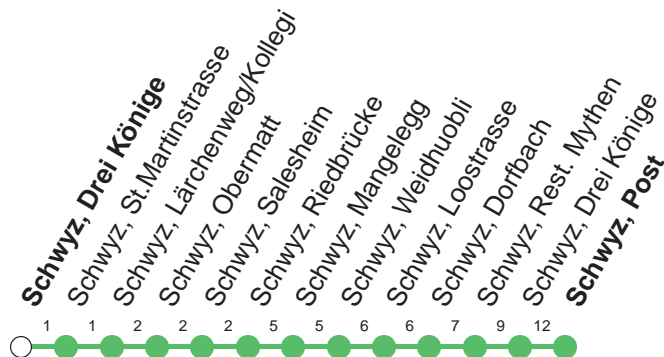 Schwyz, Drei Könige
Schwyz, St.Martinstrasse
Schwyz, Lärchenweg/Kollegi
Schwyz, Obermatt
Schwyz, Salesheim
Schwyz, Riedbrücke
Schwyz, Mangelegg
Schwyz, Weidhuobli
Schwyz, Loostrasse
Schwyz, Dorfbach
Schwyz, Rest. Mythen
Schwyz, Drei Könige
Schwyz, Post
1 1 2 2 2 5 5 6 6 7 9 12